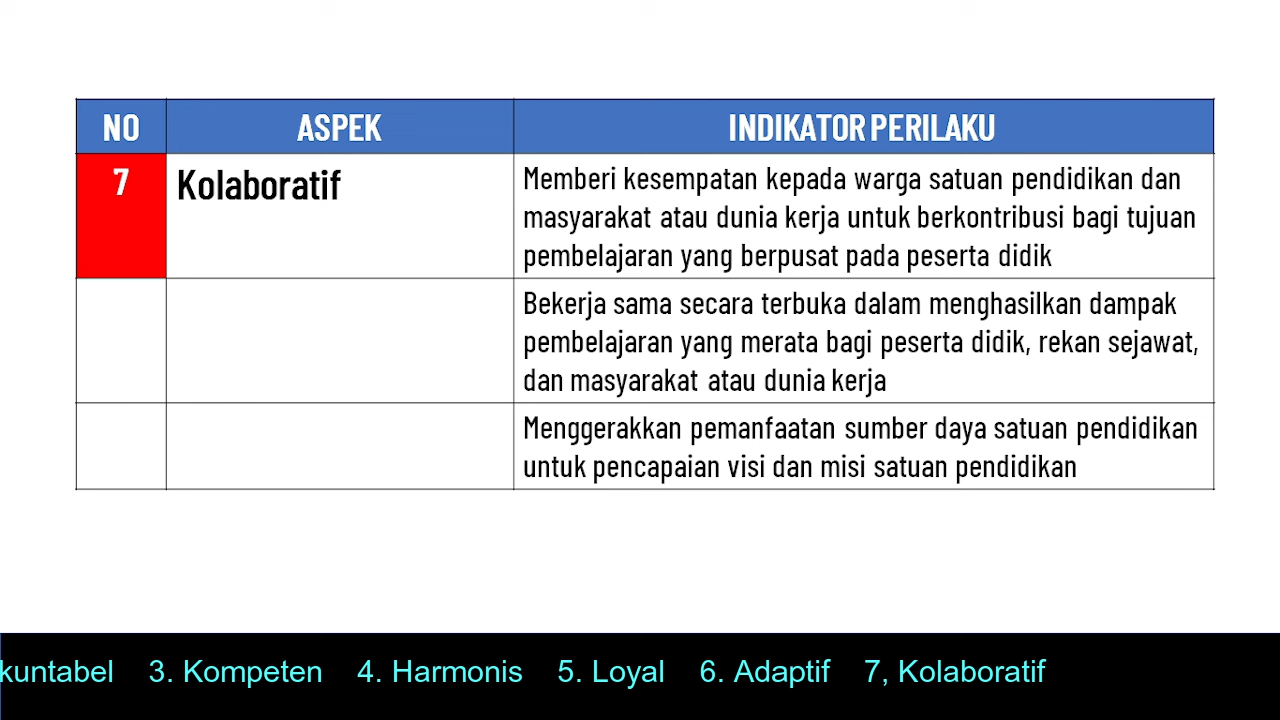 NO ASPEK INDIKATOR PERILAKU
7 Kolaboratif Memberi kesempatan kepada warga satuan pendidikan dan
masyarakat atau dunia kerja untuk berkontribusi bagi tujuan
pembelajaran yang berpusat pada peserta didik
Bekerja sama secara terbuka dalam menghasilkan dampak
pembelajaran yang merata bagi peserta didik, rekan sejawat,
dan masyarakat atau dunia kerja
Menggerakkan pemanfaatan sumber daya satuan pendidikan
untuk pencapaian visi dan misi satuan pendidikan
kuntabel 3. Kompeten 4. Harmonis 5. Loyal 6. Adaptif 7, Kolaboratif